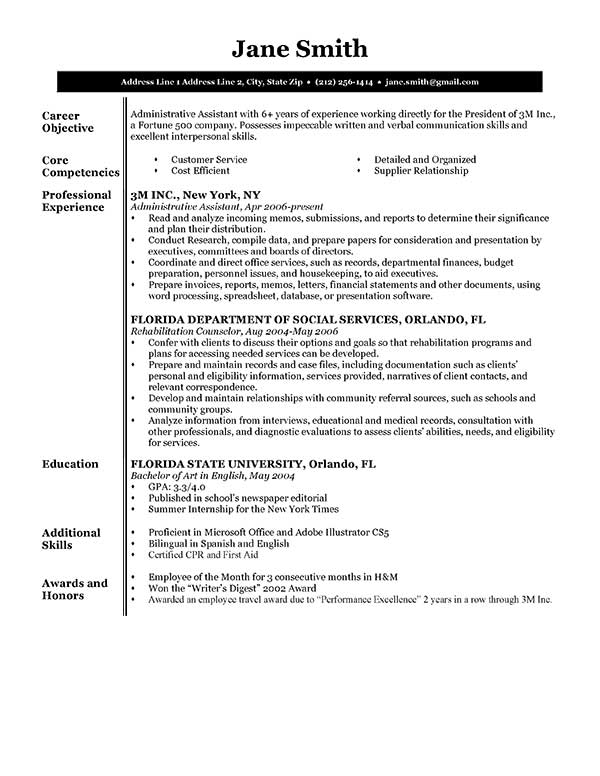 Jane Smith
Address Line 1 Address Line 2, City, State Zip • (212) 256-1414 • jane.smith@gmail.com
Career Objective
Administrative Assistant with 6+ years of experience working directly for the President of 3M Inc.,
a Fortune 500 company. Possesses impeccable written and verbal communication skills and
excellent interpersonal skills.
Core Competencies
• Customer Service
• Cost Efficient
• Detailed and Organized
• Supplier Relationship
Professional Experience
3M INC., New York, NY
Administrative Assistant, Apr 2006-present
• Read and analyze incoming memos, submissions, and reports to determine their significance
and plan their distribution.
• Conduct Research, compile data, and prepare papers for consideration and presentation by
executives, committees and boards of directors.
• Coordinate and direct office services, such as records, departmental finances, budget
preparation, personnel issues, and housekeeping, to aid executives.
• Prepare invoices, reports, memos, letters, financial statements and other documents, using
word processing, spreadsheet, database, or presentation software.
FLORIDA DEPARTMENT OF SOCIAL SERVICES, ORLANDO, FL
Rehabilitation Counselor, Aug 2004-May 2006
• Confer with clients to discuss their options and goals so that rehabilitation programs and
plans for accessing needed services can be developed.
• Prepare and maintain records and case files, including documentation such as clients'
personal and eligibility information, services provided, narratives of client contacts, and
relevant correspondence.
• Develop and maintain relationships with community referral sources, such as schools and
community groups.
• Analyze information from interviews, educational and medical records, consultation with
other professionals, and diagnostic evaluations to assess clients' abilities, needs, and eligibility
for services.
Education
FLORIDA STATE UNIVERSITY, Orlando, FL
Bachelor of Art in English, May 2004
• GPA: 3.3/4.0
• Published in school's newspaper editorial
• Summer Internship for the New York Times
Additional Skills
• Proficient in Microsoft Office and Adobe Illustrator CS5
• Bilingual in Spanish and English
• Certified CPR and First Aid
Awards and Honors
• Employee of the Month for 3 consecutive months in H&M
• Won the "Writer's Digest" 2002 Award
• Awarded an employee travel award due to "Performance Excellence" 2 years in a row through 3M Inc.